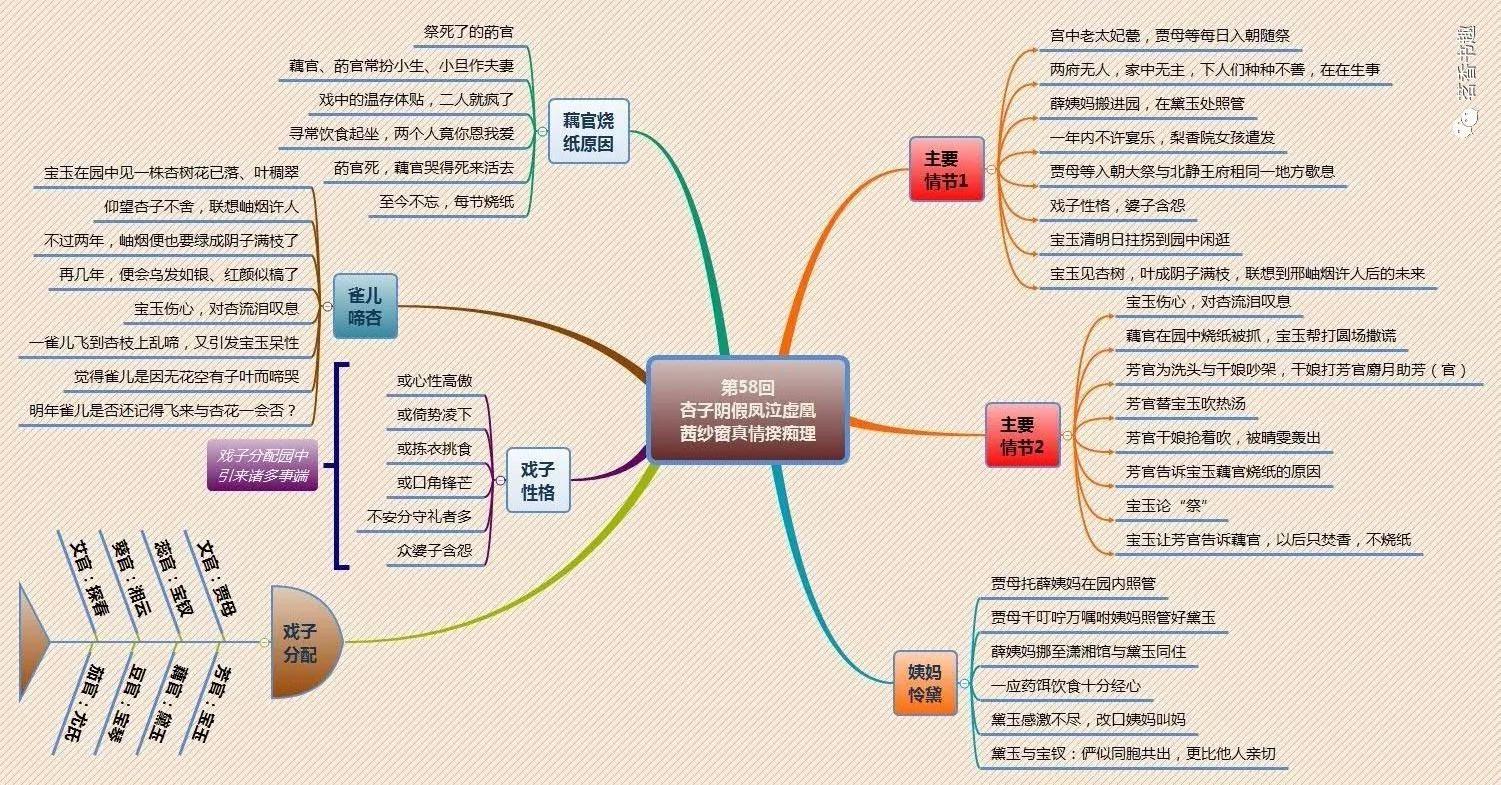 第58回
杏子阴假凤泣虚凰
茜纱窗真情揆痴理
主要
情节1
宫中老太妃薨，贾母等每日入朝随祭
两府无人，家中无主，下人们种种不善，在在生事
薛姨妈搬进园，在黛玉处照管
一年内不许宴乐，梨香院女孩遣发
贾母等入朝大祭与北静王府租同一地方歇息
戏子性格，婆子含怨
宝玉清明日拄拐到园中闲逛
宝玉见杏树，叶成阴子满枝，联想到邢岫烟许人后的未来
主要
情节2
宝玉伤心，对杏流泪叹息
藕官在园中烧纸被抓，宝玉帮打圆场撒谎
芳官为洗头与干娘吵架，干娘打芳官麝月助芳（官）
芳官替宝玉吹热汤
芳官干娘抢着吹，被晴雯轰出
芳官告诉宝玉藕官烧纸的原因
宝玉论“祭”
宝玉让芳官告诉藕官，以后只焚香，不烧纸
姨妈
怜黛
贾母托薛姨妈在园内照管
贾母千叮咛万嘱咐姨妈照管好黛玉
薛姨妈挪至潇湘馆与黛玉同住
一应药饵饮食十分经心
黛玉感激不尽，改口姨妈叫妈
黛玉与宝钗：俨似同胞共出，更比他人亲切
藕官烧
纸原因
祭死了的菂官
藕官、菂官常扮小生、小旦作夫妻
戏中的温存体贴，二人就疯了
寻常饮食起坐，两个人竟你恩我爱
菂官死，藕官哭得死来活去
至今不忘，每节烧纸
雀儿
啼杏
宝玉在园中见一株杏树花已落、叶稠翠
仰望杏子不舍，联想岫烟许人
不过两年，岫烟便也要绿成阴子满枝了
再几年，便会乌发如银、红颜似槁了
宝玉伤心，对杏流泪叹息
一雀儿飞到杏枝上乱啼，又引发宝玉呆性
觉得雀儿是因无花空有子叶而啼哭
明年雀儿是否还记得飞来与杏花一会否？
戏子
性格
或心性高傲
或倚势凌下
或拣衣挑食
或口角锋芒
不安分守礼者多
众婆子含怨
戏子分配园中
引来诸多事端
戏子
分配
文官：贾母
蕊官：宝钗
葵官：湘云
艾官：探春
芳官：宝玉
藕官：黛玉
豆官：宝琴
茄官：尤氏
茗香书趣